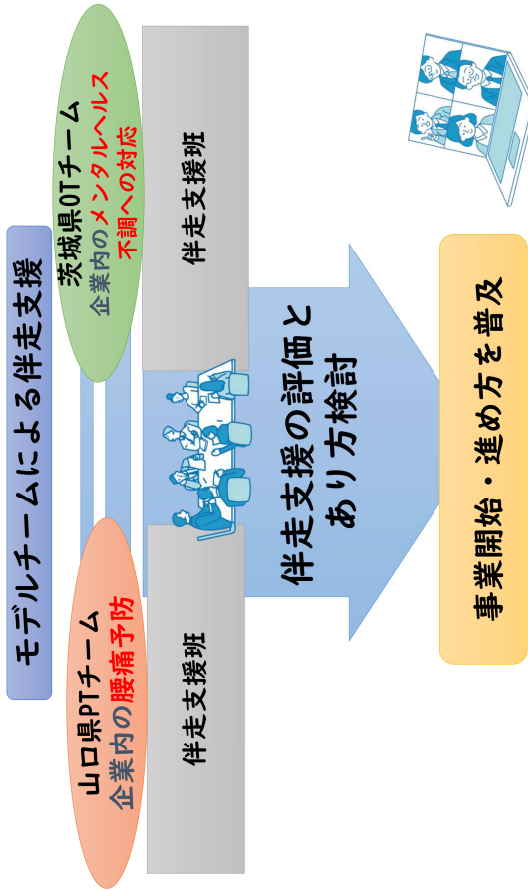 モデルチームによる伴走支援
山口県PTチーム
企業内の腰痛予防
茨城県OTチーム
企業内のメンタルヘルス
不調への対応
伴走支援班
伴走支援班
伴走支援の評価と
あり方検討
事業開始・進め方を普及